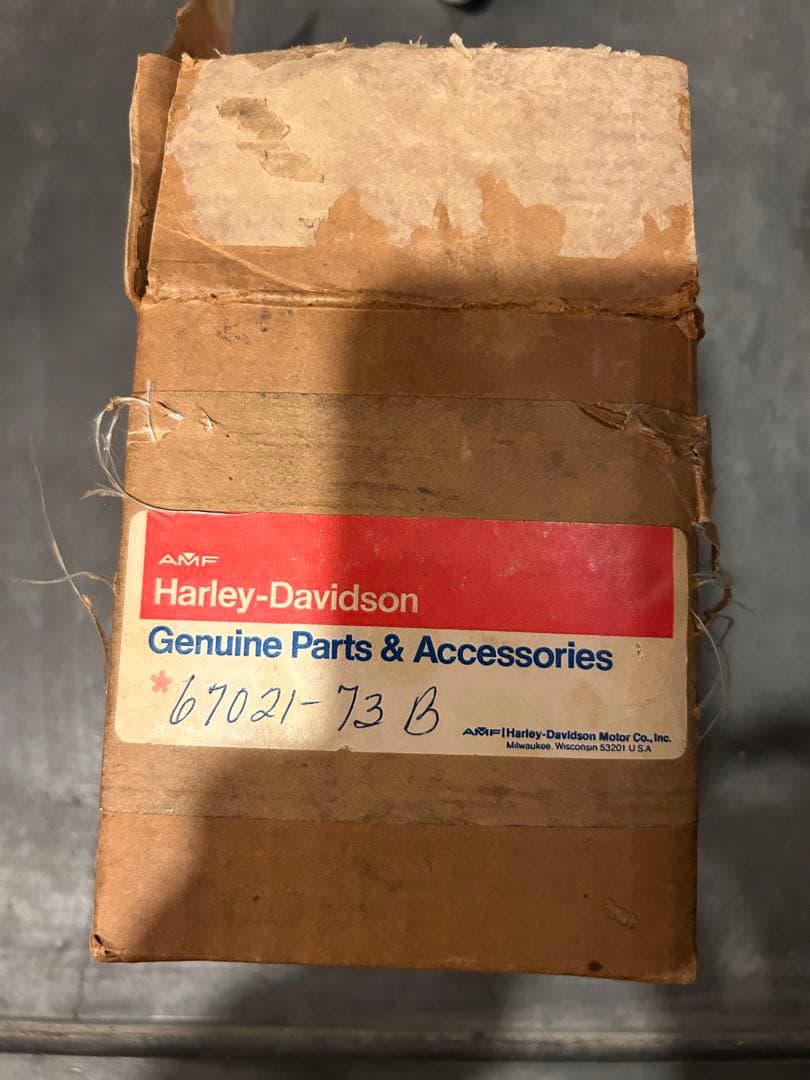 AMF
Harley-Davidson
Genuine Parts & Accessories
*67021-73 B
AMF | Harley-Davidson Motor Co., Inc.
Milwaukee, Wisconsin 53201 U S A